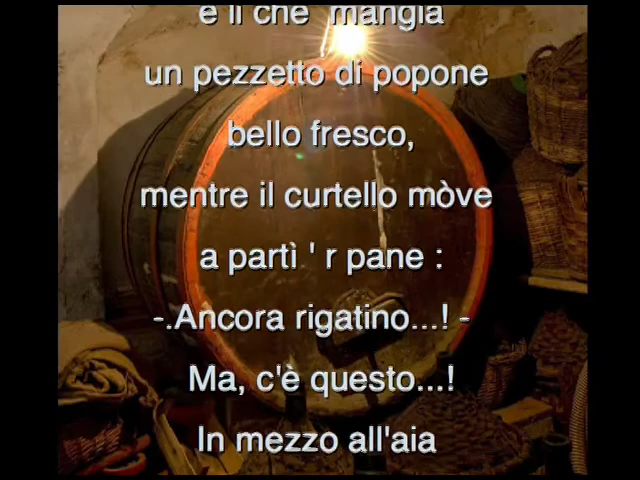 e lì che mangia
un pezzetto di popone
bello fresco,
mentre il curtello mòve
a partì ' r pane :
-.Ancora rigatino...! -
Ma, c'è questo...!
In mezzo all'aia